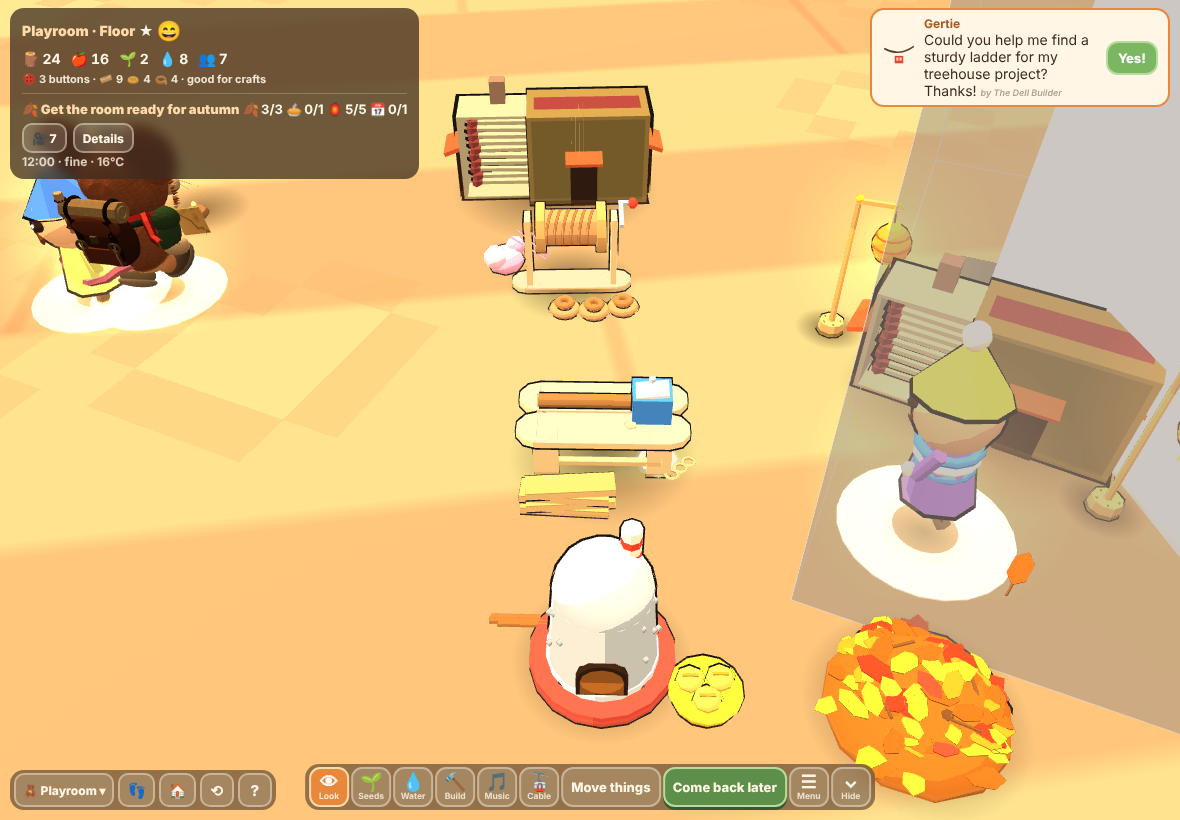 Playroom · Floor ★
24 16 2 8 7
3 buttons · 9 4 4 · good for crafts
Get the room ready for autumn 3/3 0/1 5/5 0/1
7 Details
12:00 · fine · 16°C
Gertie
Could you help me find a
sturdy ladder for my
treehouse project?
Thanks! by The Dell Builder
Yes!
Playroom ▾
?
Look
Seeds
Water
Build
Music
Cable
Move things
Come back later
Menu
Hide